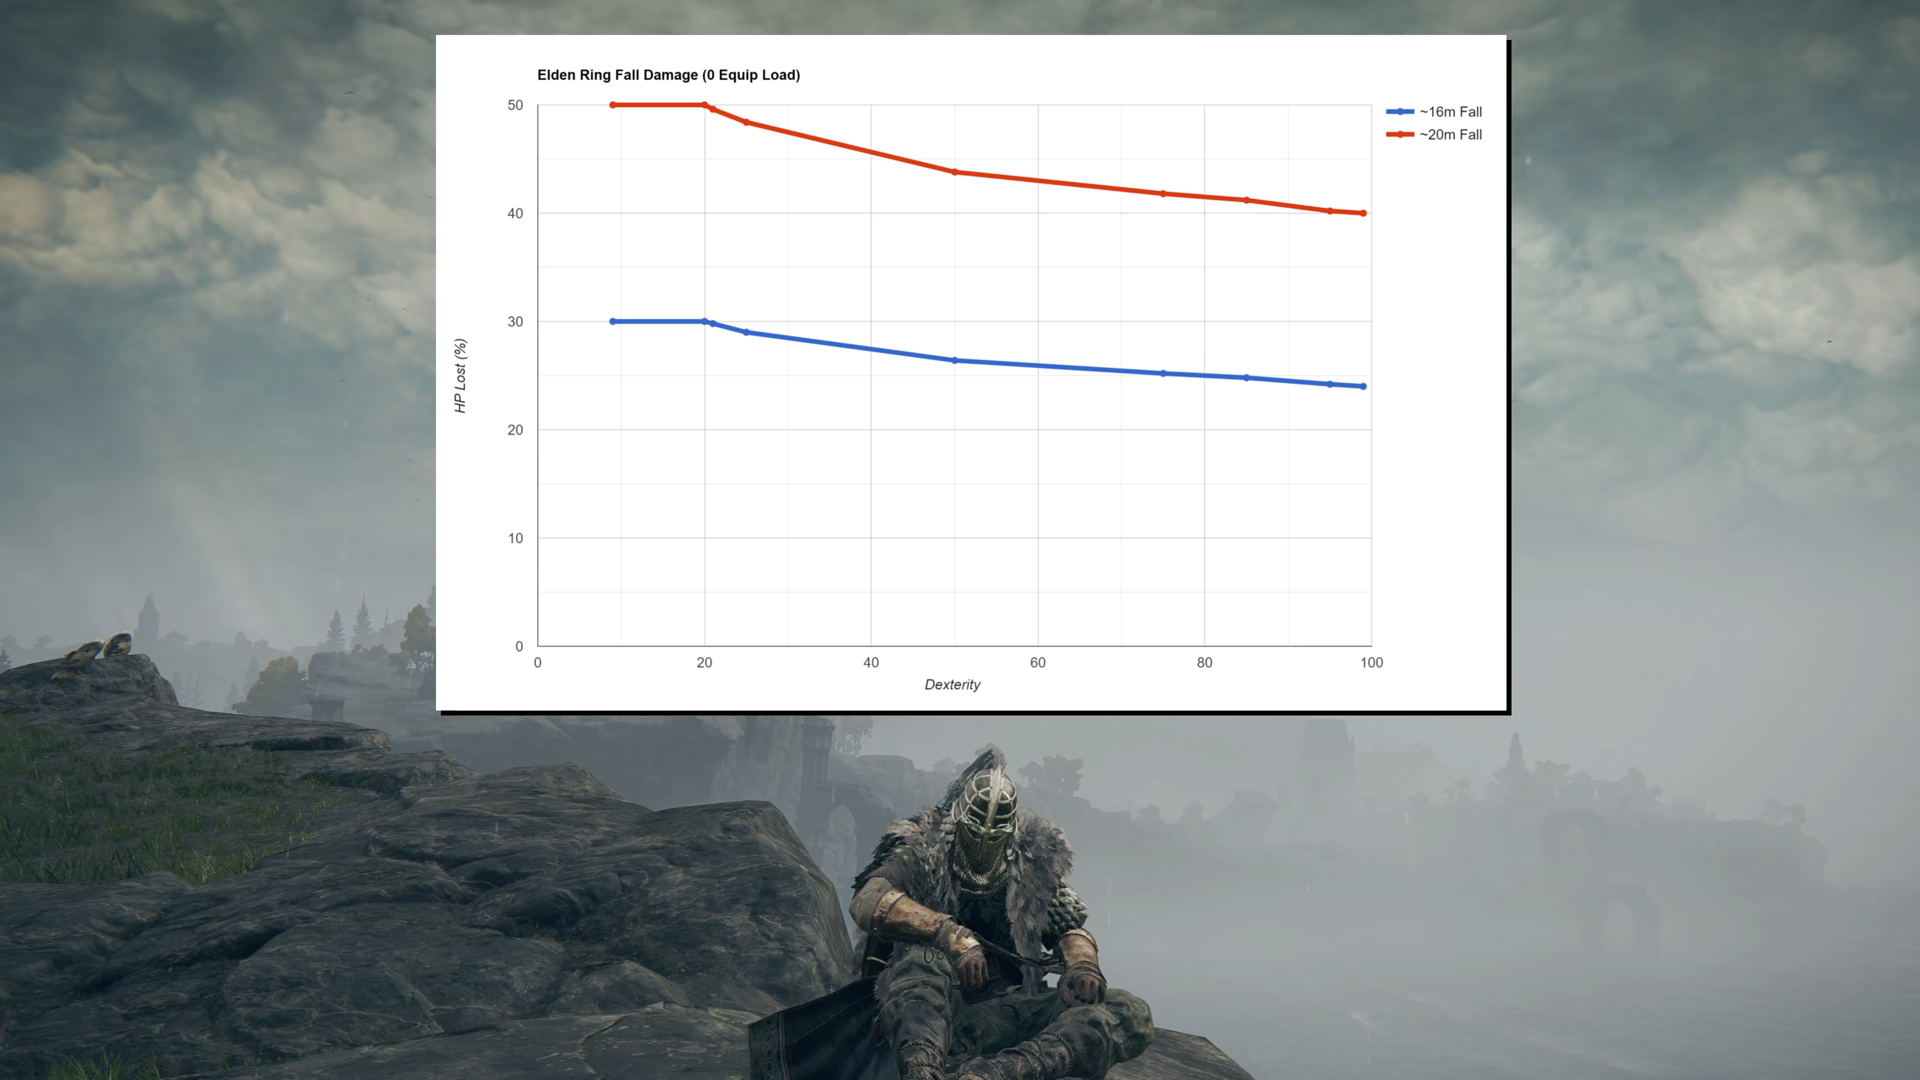 Elden Ring Fall Damage (0 Equip Load)
~16m Fall
~20m Fall
50
40
30
20
10
0
HP Lost (%)
0 20 40 60 80 100
Dexterity